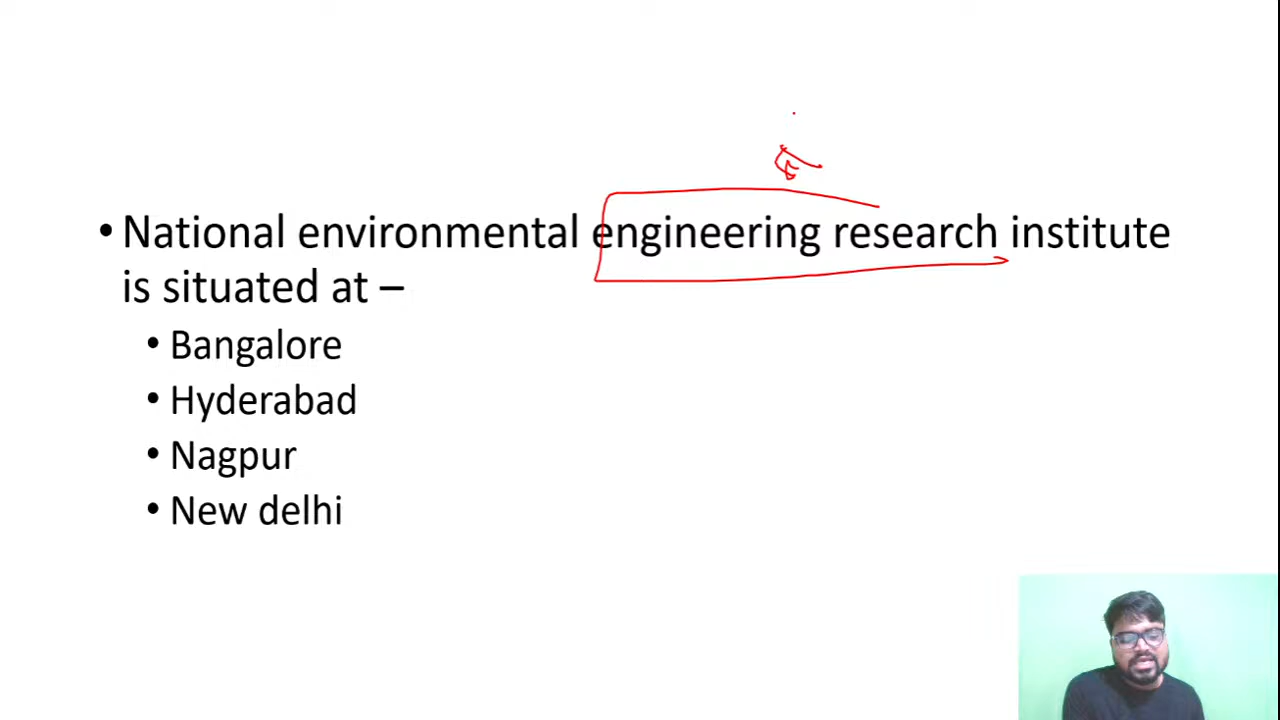 • National environmental engineering research institute
is situated at –
• Bangalore
• Hyderabad
• Nagpur
• New delhi